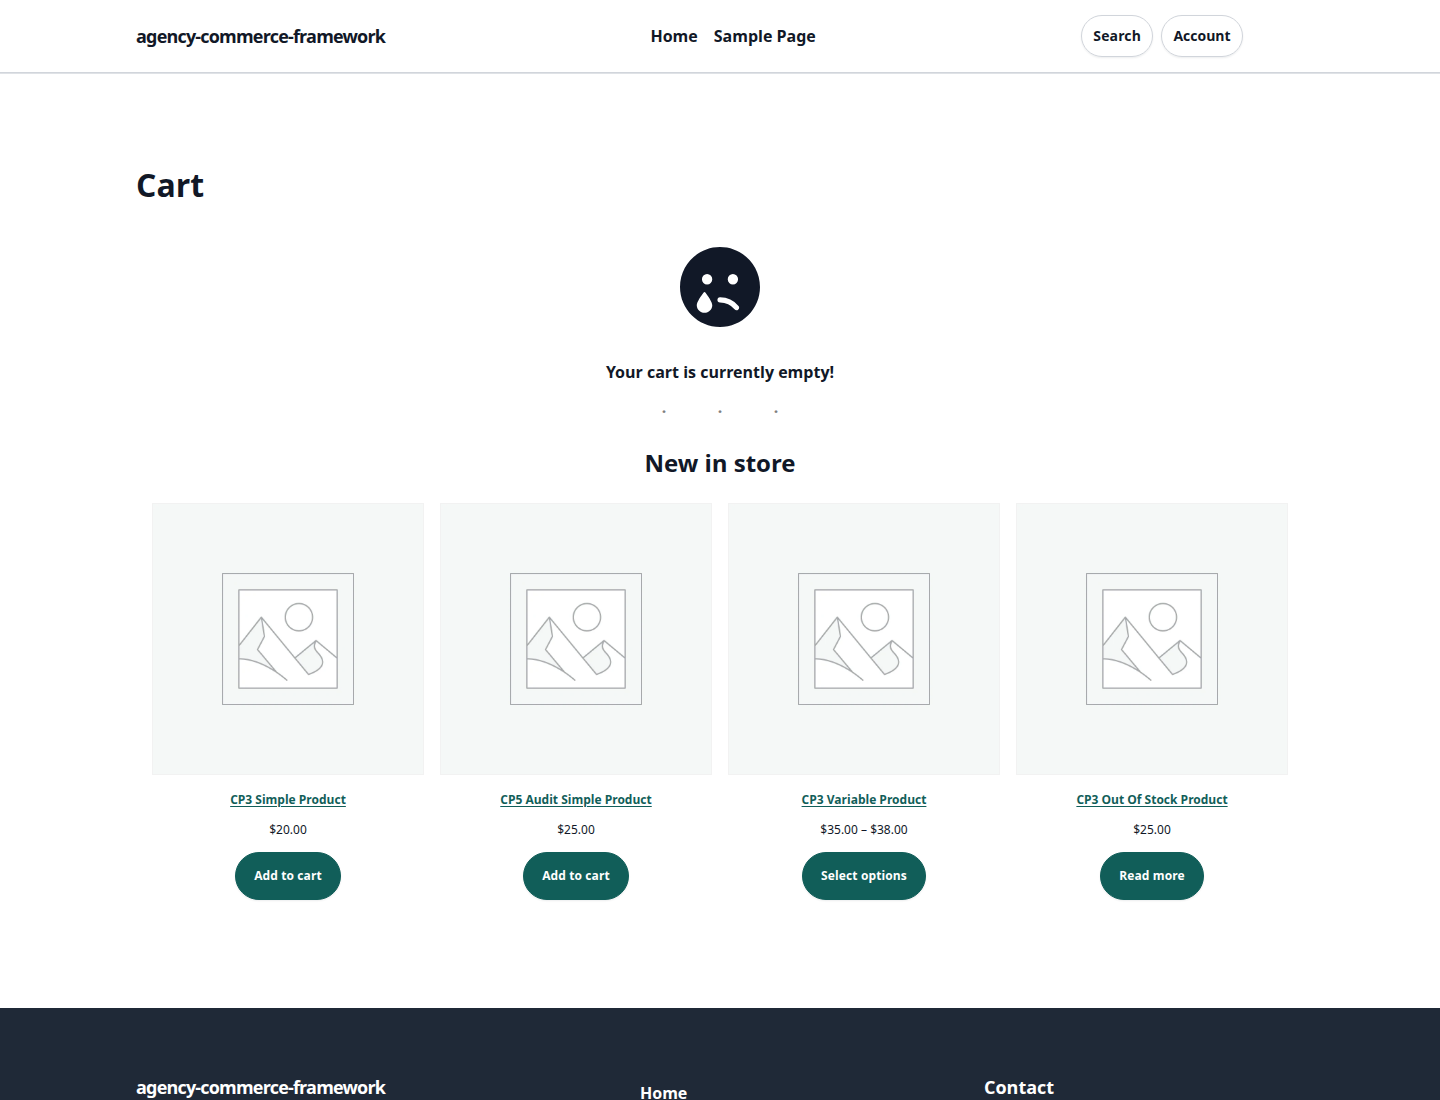 agency-commerce-framework
Home Sample Page
Search Account
Cart
Your cart is currently empty!
New in store
CP3 Simple Product
$20.00
Add to cart
CP5 Audit Simple Product
$25.00
Add to cart
CP3 Variable Product
$35.00 – $38.00
Select options
CP3 Out Of Stock Product
$25.00
Read more
agency-commerce-framework
Home
Contact